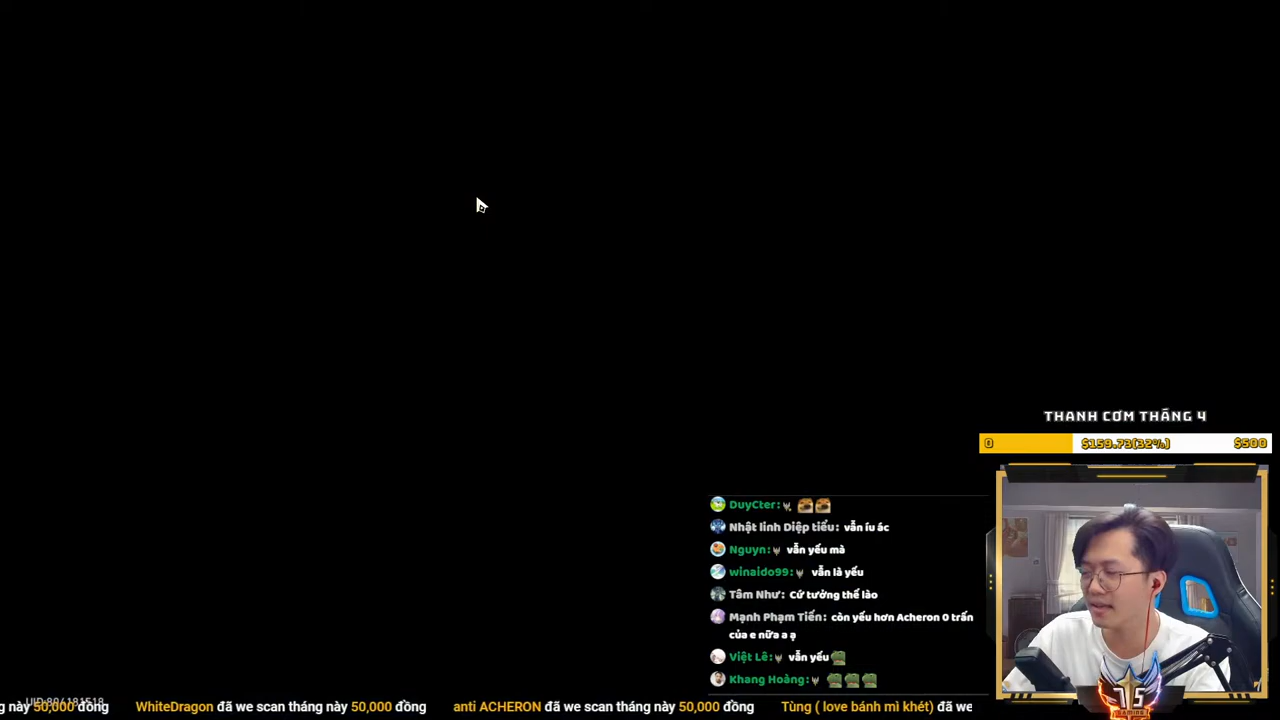 THANH CƠM THÁNG 4
0 $159.73(32%) $500
DuyCter:
Nhật linh Diệp tiểu: vẫn íu ác
Nguyn: vẫn yếu mà
winaido99: vẫn là yếu
Tâm Như: Cứ tưởng thế lào
Mạnh Phạm Tiến: còn yếu hơn Acheron 0 trấn
của e nữa a ạ
Việt Lê: vẫn yếu
Khang Hoàng:
GAMING
g này 50,000 đồng WhiteDragon đã we scan tháng này 50,000 đồng anti ACHERON đã we scan tháng này 50,000 đồng Tùng ( love bánh mì khét) đã we